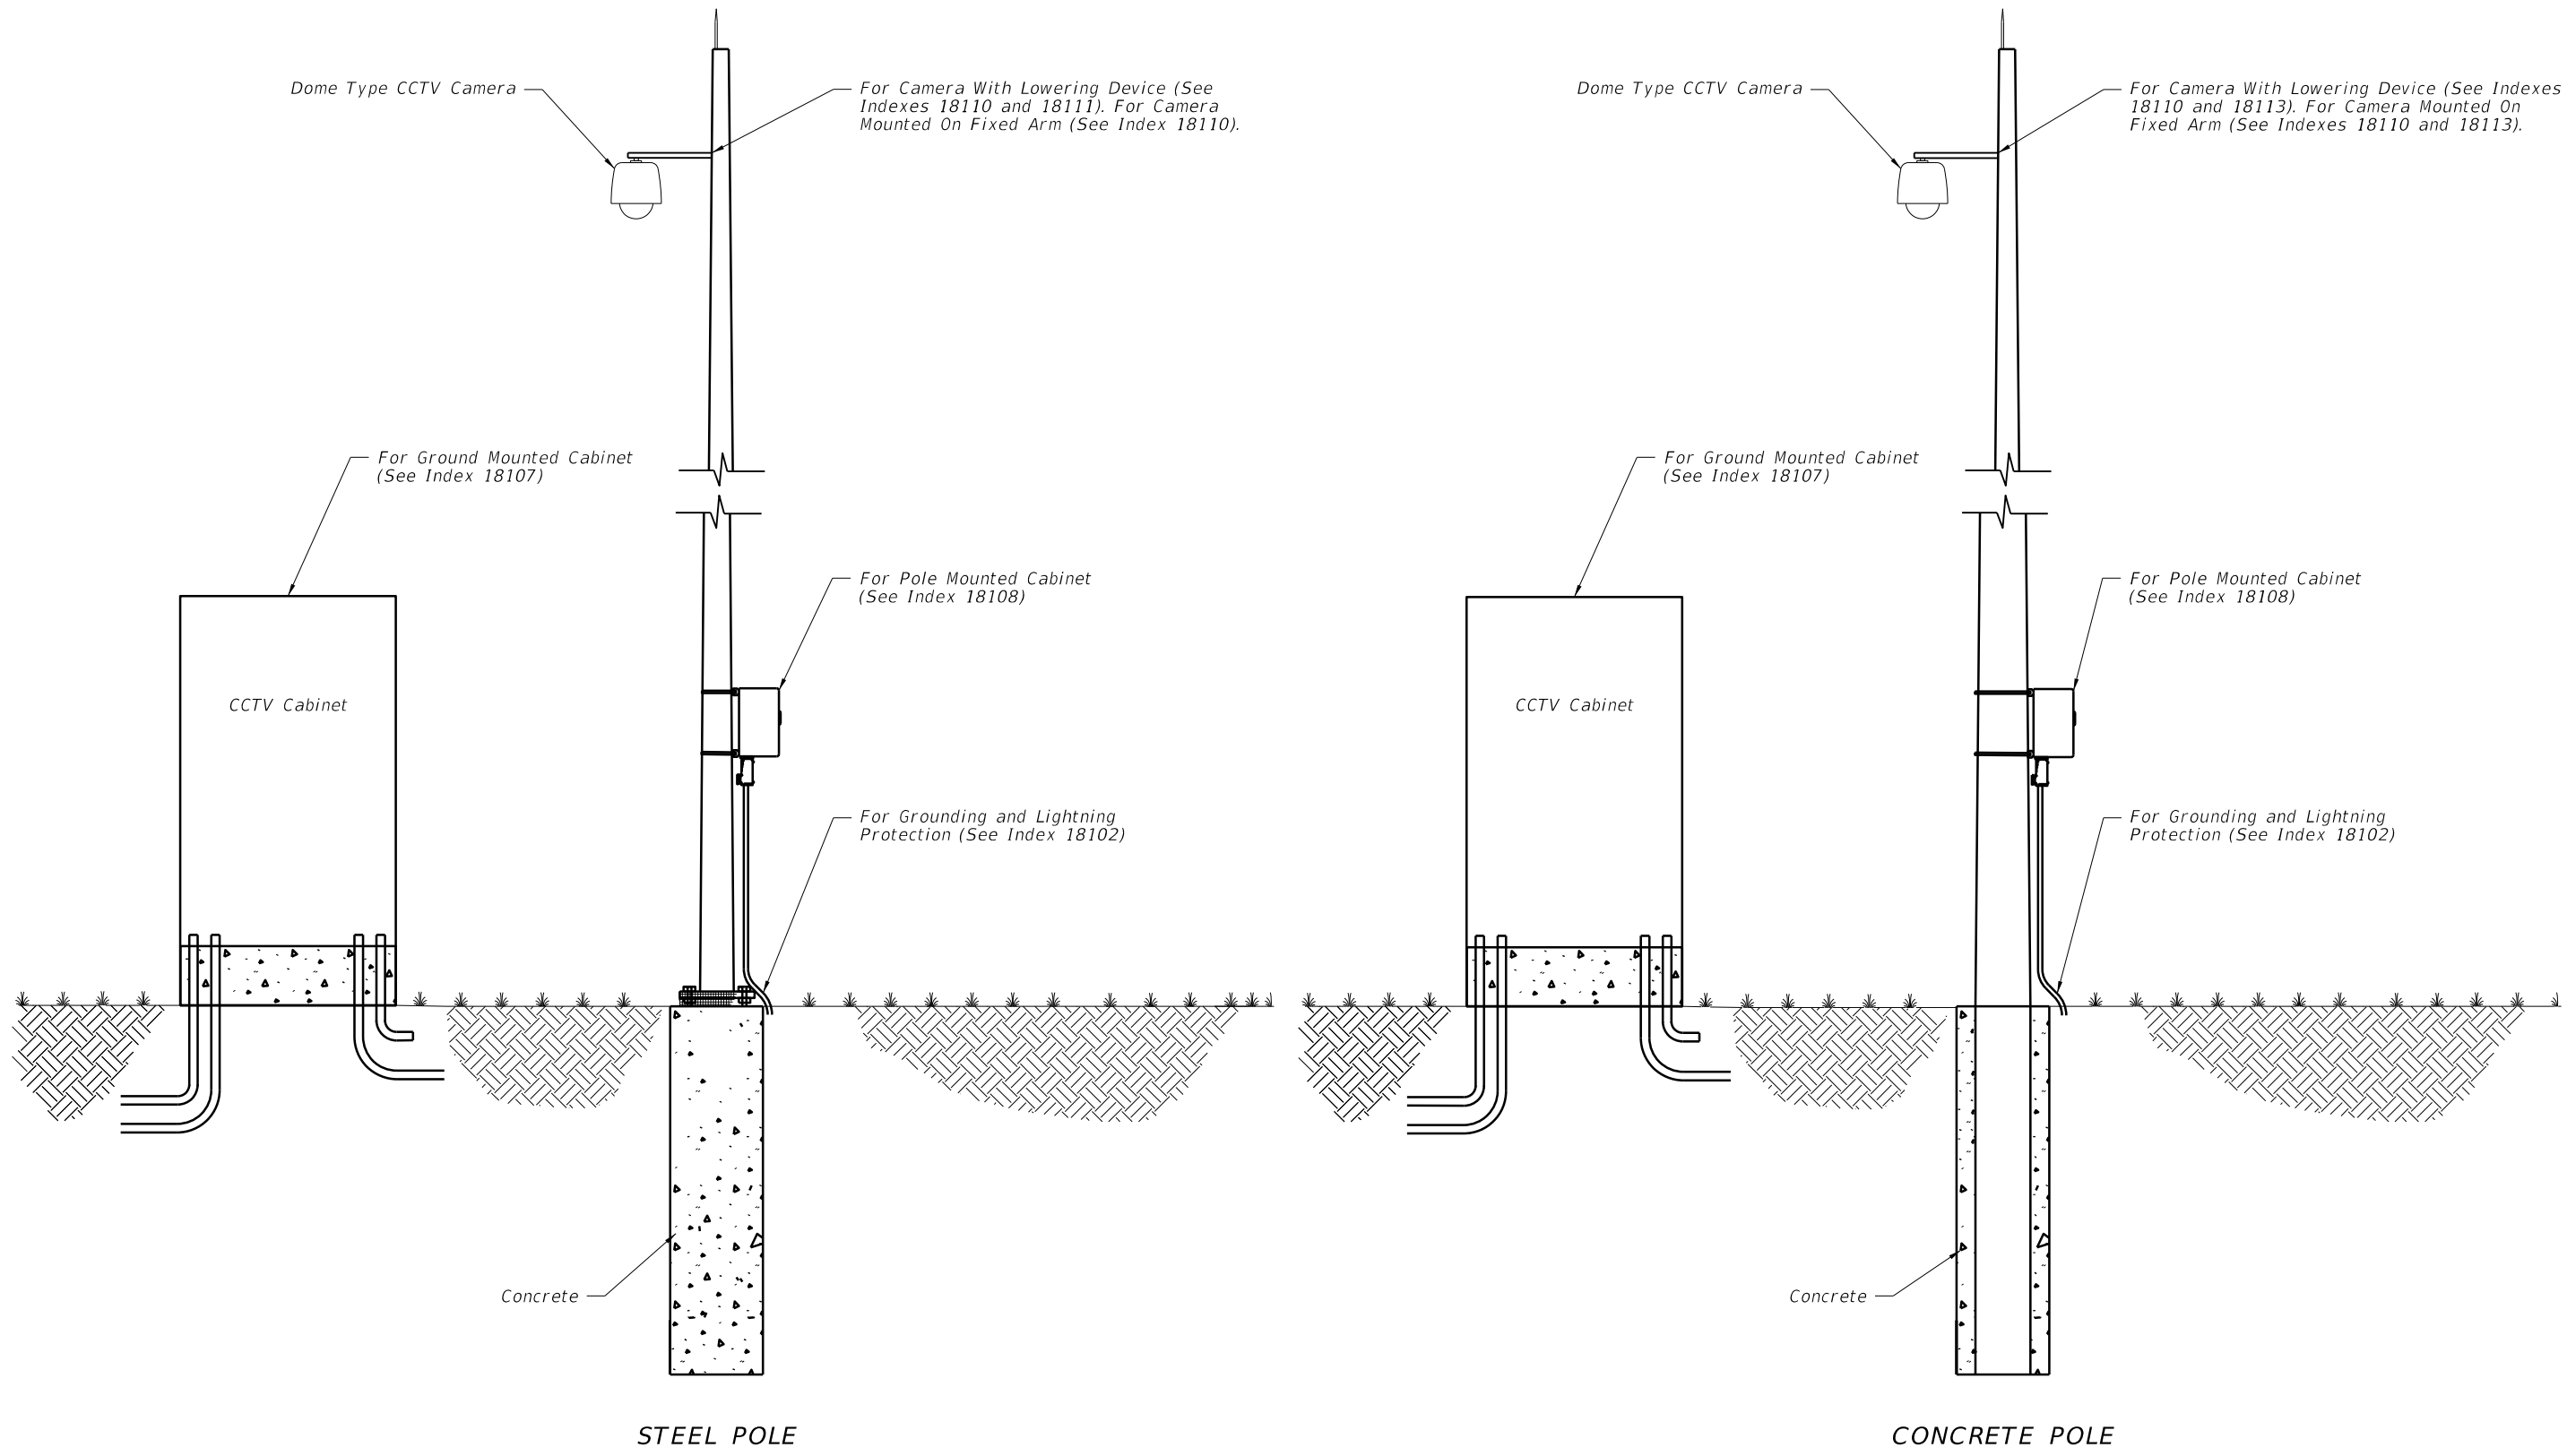 Dome Type CCTV Camera
For Camera With Lowering Device (See
Indexes 18110 and 18111). For Camera
Mounted On Fixed Arm (See Index 18110).
For Ground Mounted Cabinet
(See Index 18107)
For Pole Mounted Cabinet
(See Index 18108)
CCTV Cabinet
For Grounding and Lightning
Protection (See Index 18102)
Concrete
STEEL POLE
Dome Type CCTV Camera
For Camera With Lowering Device (See Indexes
18110 and 18113). For Camera Mounted On
Fixed Arm (See Indexes 18110 and 18113).
For Ground Mounted Cabinet
(See Index 18107)
For Pole Mounted Cabinet
(See Index 18108)
CCTV Cabinet
For Grounding and Lightning
Protection (See Index 18102)
Concrete
CONCRETE POLE